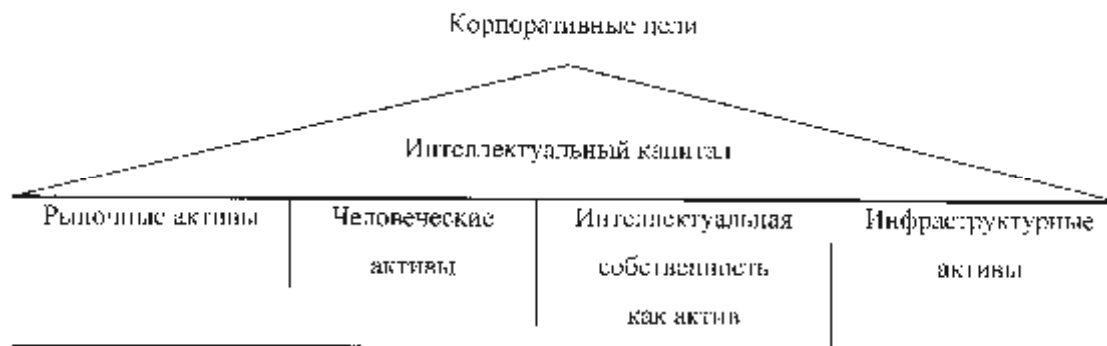 Корпоративные цели
Интеллектуальный капитал
Рыночные активы
Человеческие
активы
Интеллектуальная
собственность
как актив
Инфраструктурные
активы